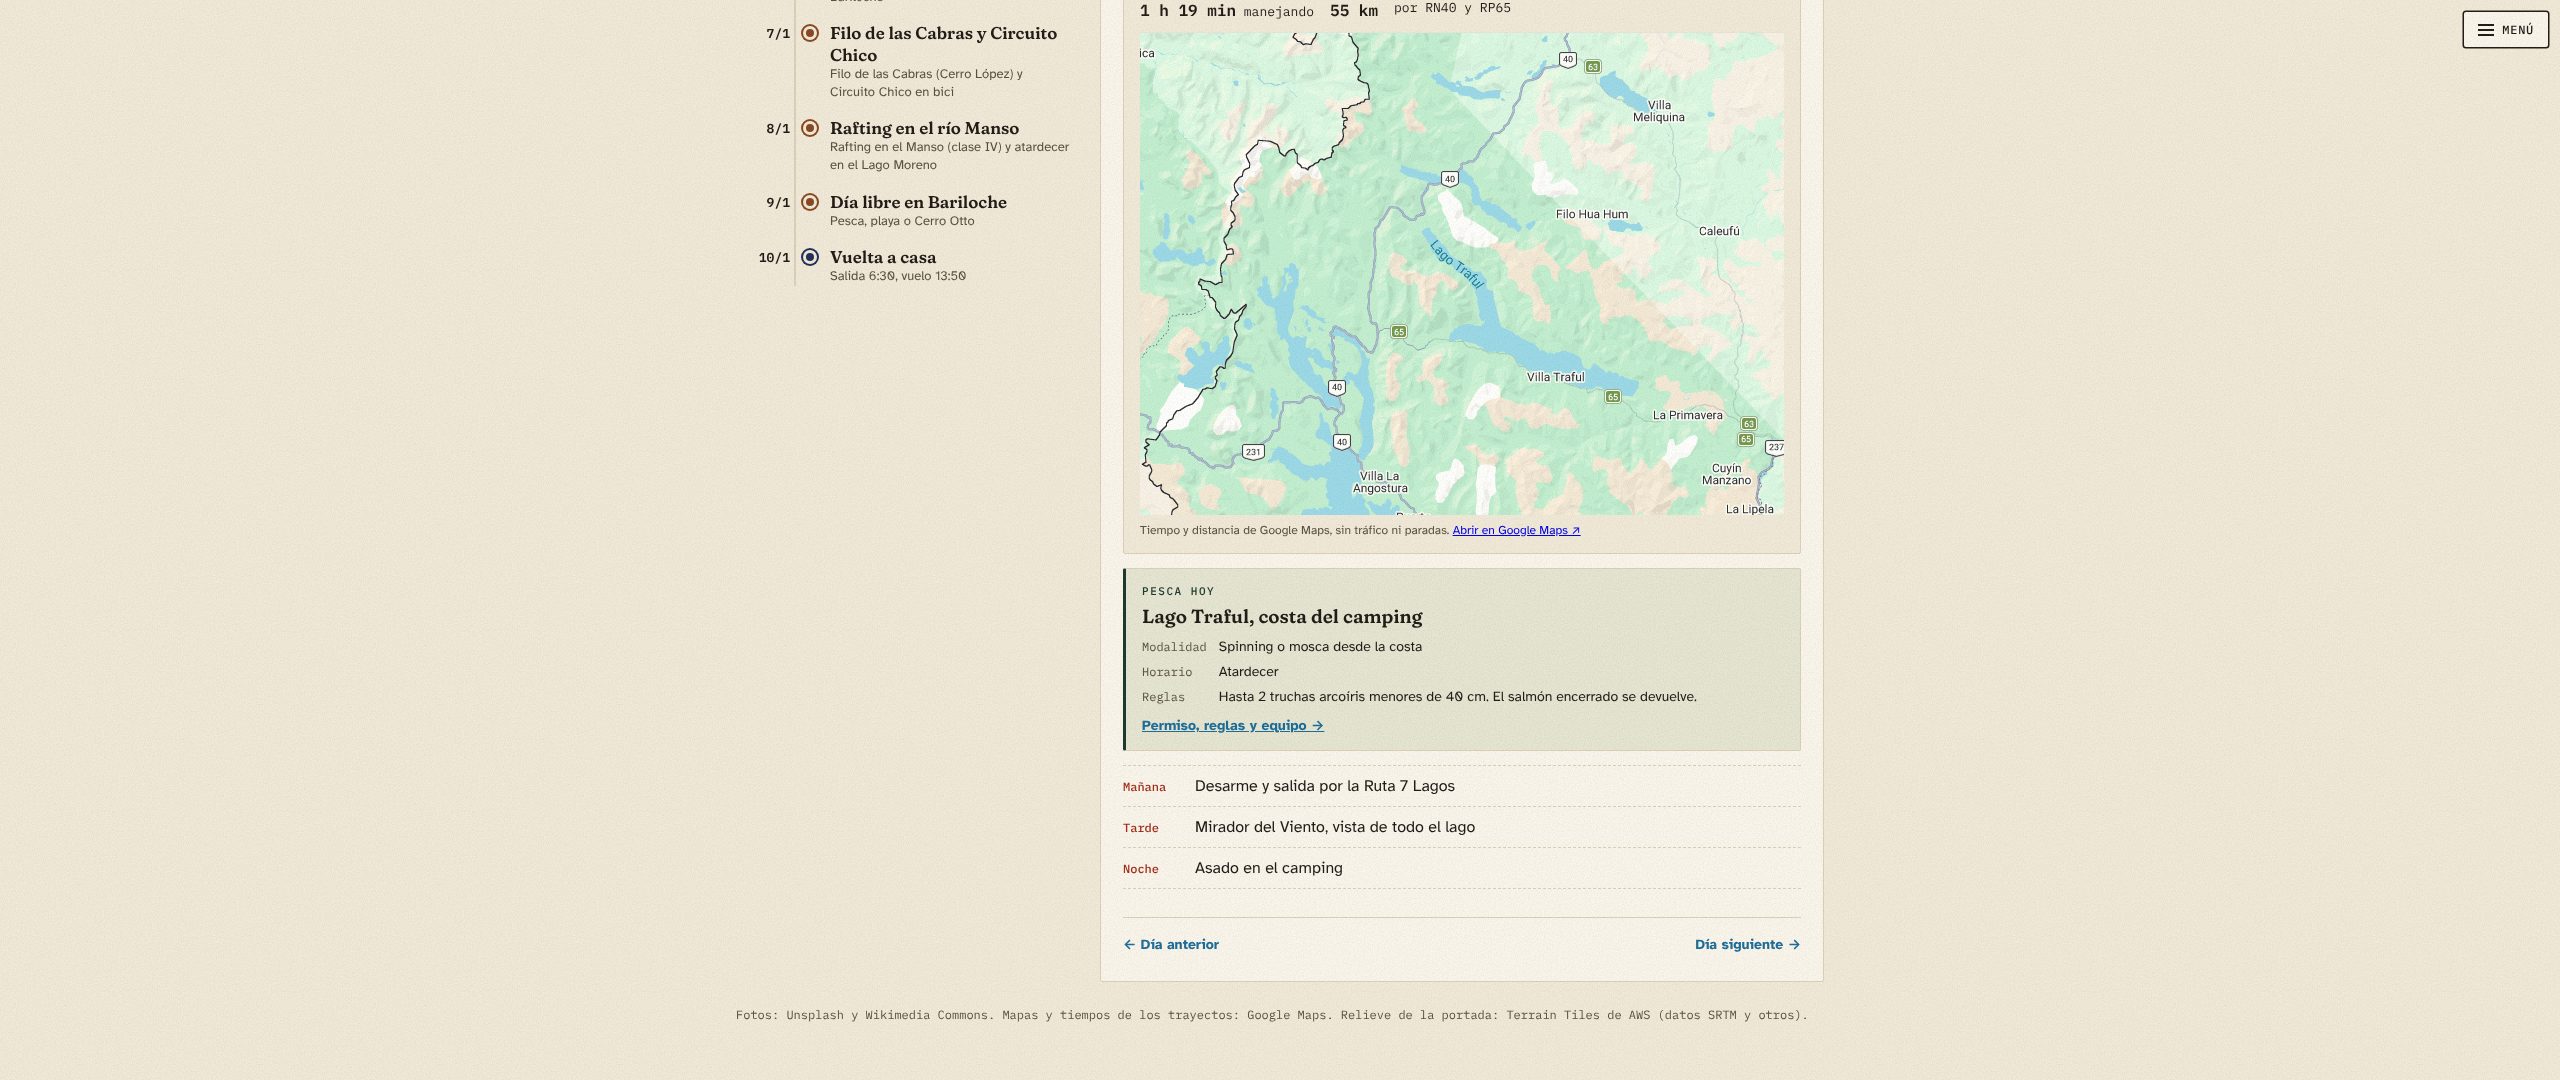 MENÚ
7/1
Filo de las Cabras y Circuito
Chico
Filo de las Cabras (Cerro López) y
Circuito Chico en bici
8/1
Rafting en el río Manso
Rafting en el Manso (clase IV) y atardecer
en el Lago Moreno
9/1
Día libre en Bariloche
Pesca, playa o Cerro Otto
10/1
Vuelta a casa
Salida 6:30, vuelo 13:50
1 h 19 min manejando 55 km por RN40 y RP65
ica
40
63
Villa
Meliquina
40
Filo Hua Hum
Caleufú
Lago Traful
65
Villa Traful
40
65
La Primavera
63
65
40
231
237
Villa La
Angostura
Cuyín
Manzano
La Lipela
Tiempo y distancia de Google Maps, sin tráfico ni paradas. Abrir en Google Maps ↗
PESCA HOY
Lago Traful, costa del camping
Modalidad Spinning o mosca desde la costa
Horario Atardecer
Reglas Hasta 2 truchas arcoíris menores de 40 cm. El salmón encerrado se devuelve.
Permiso, reglas y equipo →
Mañana Desarme y salida por la Ruta 7 Lagos
Tarde Mirador del Viento, vista de todo el lago
Noche Asado en el camping
← Día anterior
Día siguiente →
Fotos: Unsplash y Wikimedia Commons. Mapas y tiempos de los trayectos: Google Maps. Relieve de la portada: Terrain Tiles de AWS (datos SRTM y otros).